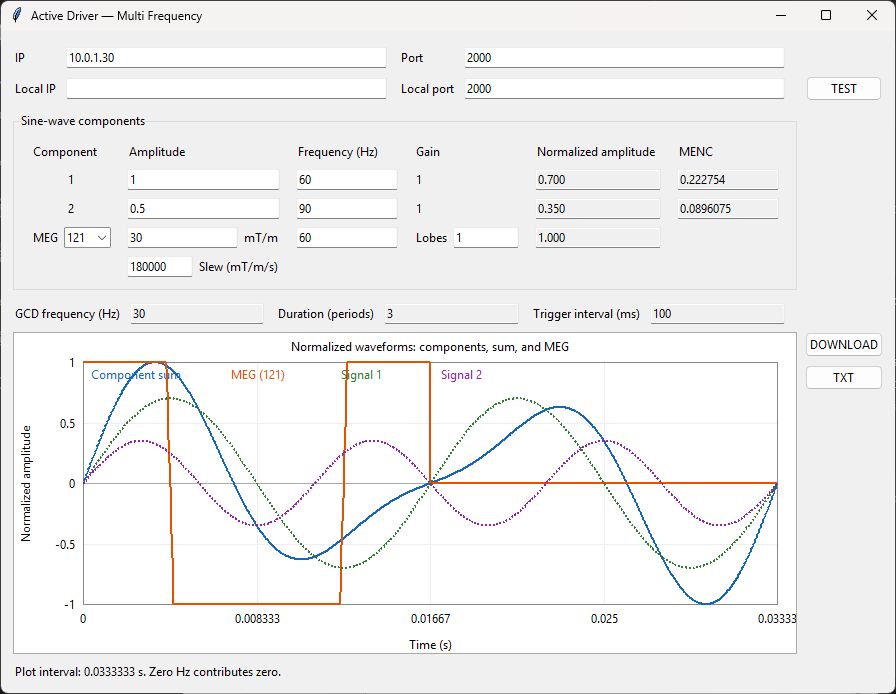 Active Driver — Multi Frequency
IP 10.0.1.30 Port 2000
Local IP Local port 2000 TEST
Sine-wave components
Component Amplitude Frequency (Hz) Gain Normalized amplitude MENC
1 1 60 1 0.700 0.222754
2 0.5 90 1 0.350 0.0896075
MEG 121 30 mT/m 60 Lobes 1 1.000
180000 Slew (mT/m/s)
GCD frequency (Hz) 30 Duration (periods) 3 Trigger interval (ms) 100
DOWNLOAD
TXT
Normalized waveforms: components, sum, and MEG
Component sum MEG (121) Signal 1 Signal 2
Normalized amplitude
1
0.5
0
-0.5
-1
0 0.008333 0.01667 0.025 0.03333
Time (s)
Plot interval: 0.0333333 s. Zero Hz contributes zero.